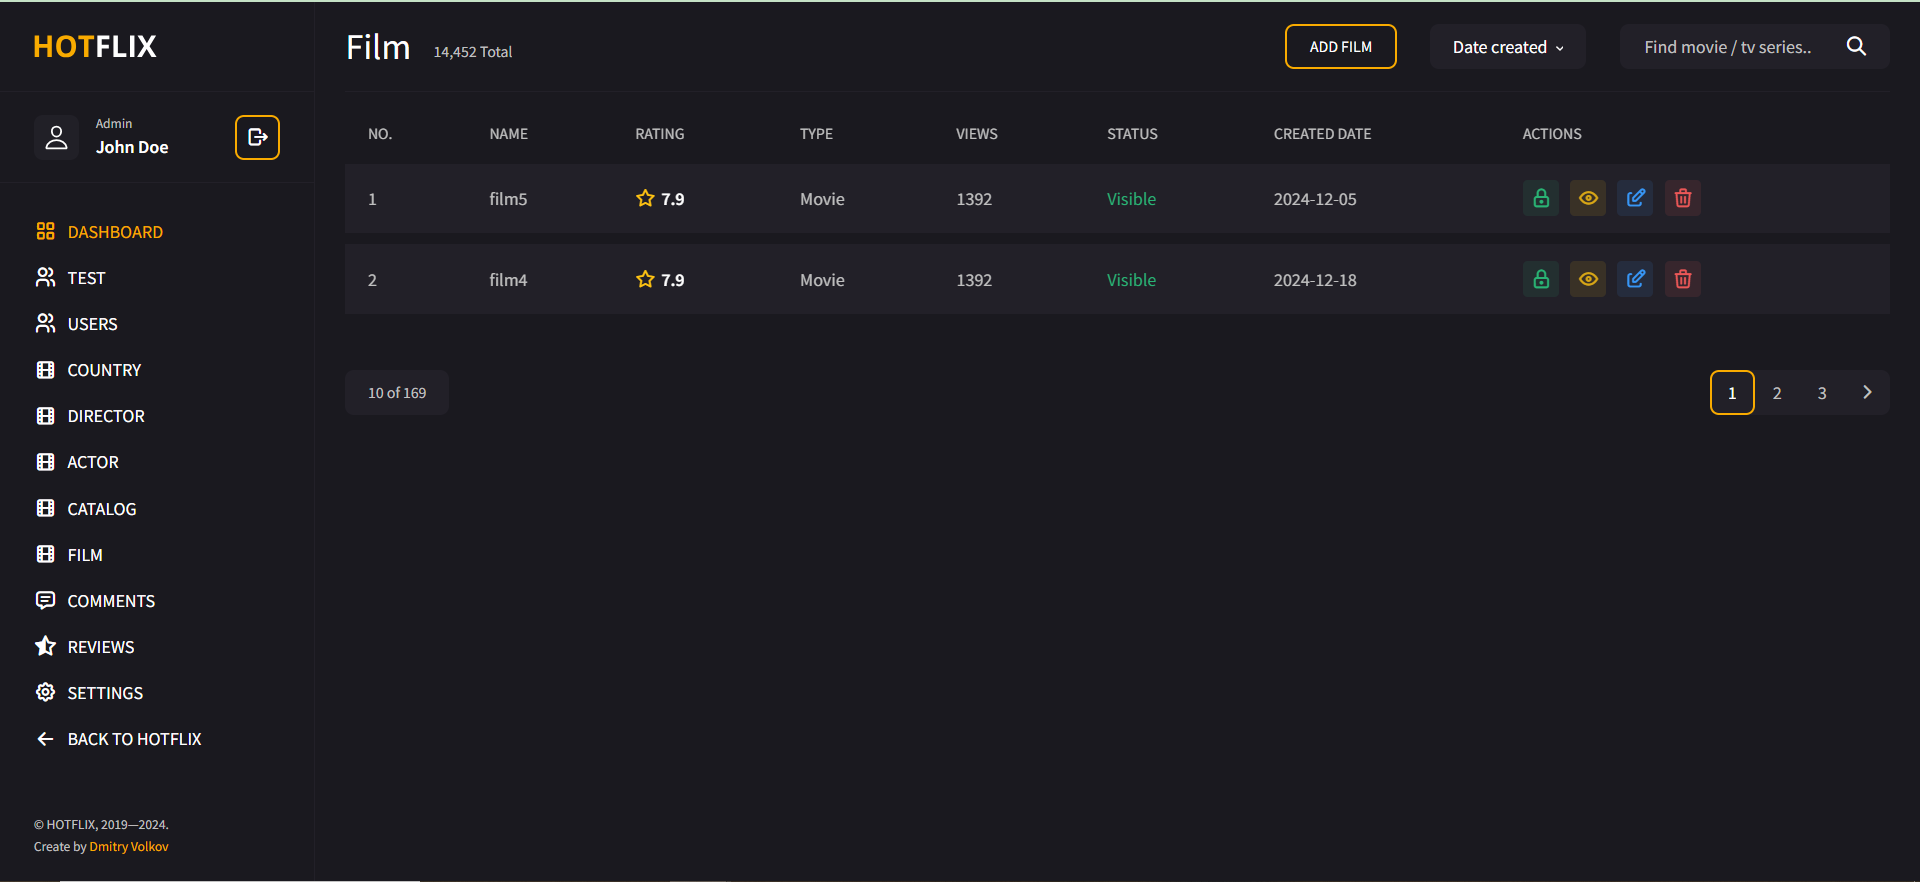 HOTFLIX
Admin
John Doe
DASHBOARD
TEST
USERS
COUNTRY
DIRECTOR
ACTOR
CATALOG
FILM
COMMENTS
REVIEWS
SETTINGS
BACK TO HOTFLIX
© HOTFLIX, 2019—2024.
Create by Dmitry Volkov
Film 14,452 Total
ADD FILM
Date created
Find movie / tv series..
NO. NAME RATING TYPE VIEWS STATUS CREATED DATE ACTIONS
1 film5 7.9 Movie 1392 Visible 2024-12-05
2 film4 7.9 Movie 1392 Visible 2024-12-18
10 of 169
1 2 3